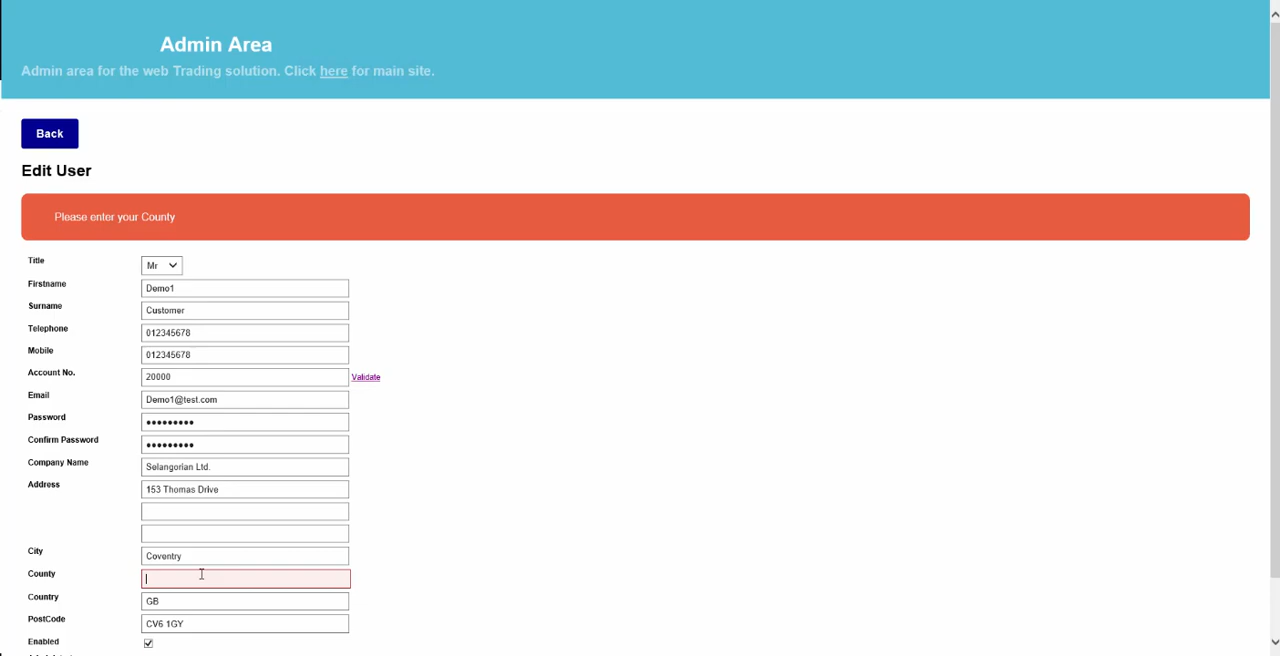 Admin Area
Admin area for the web Trading solution. Click here for main site.
Back
Edit User
Please enter your County
Title Mr
Firstname Demo1
Surname Customer
Telephone 012345678
Mobile 012345678
Account No. 20000 Validate
Email Demo1@test.com
Password •••••••••
Confirm Password •••••••••
Company Name Selangorian Ltd.
Address 153 Thomas Drive
City Coventry
County
Country GB
PostCode CV6 1GY
Enabled